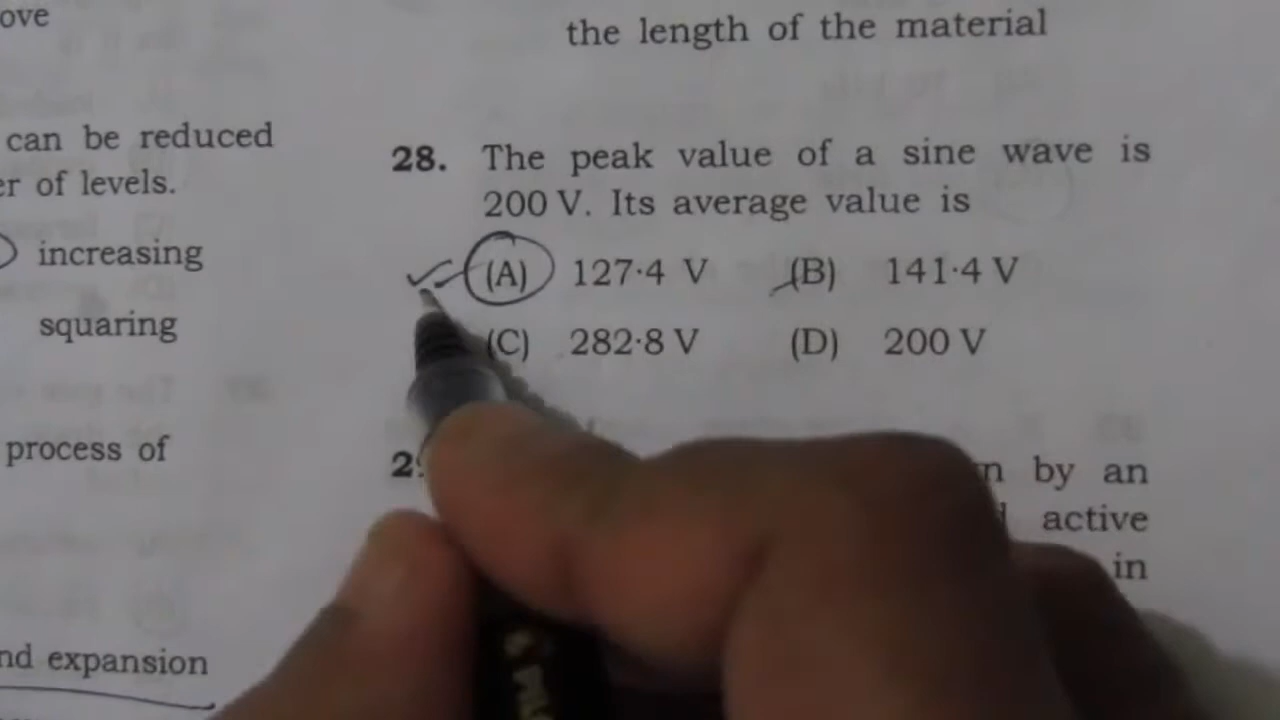 ove
can be reduced
er of levels.
increasing
squaring
process of
nd expansion
the length of the material
28. The peak value of a sine wave is
200 V. Its average value is
(A) 127·4 V (B) 141·4 V
(C) 282·8 V (D) 200 V
n by an
active
in